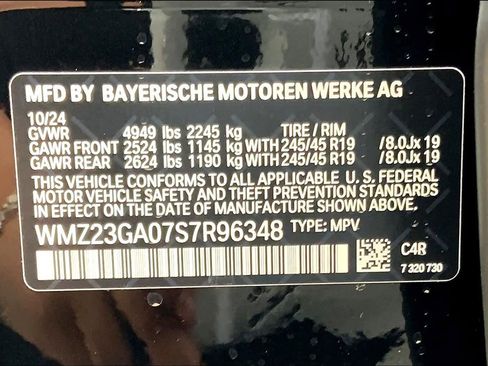 MFD BY BAYERISCHE MOTOREN WERKE AG
10/24
GVWR 4949 lbs 2245 kg TIRE / RIM
GAWR FRONT 2524 lbs 1145 kg WITH 245/45 R19 /8.0Jx 19
GAWR REAR 2624 lbs 1190 kg WITH 245/45 R19 /8.0Jx 19
THIS VEHICLE CONFORMS TO ALL APPLICABLE U. S. FEDERAL
MOTOR VEHICLE SAFETY AND THEFT PREVENTION STANDARDS
IN EFFECT ON THE DATE OF MANUFACTURE SHOWN ABOVE.
WMZ23GA07S7R96348 TYPE: MPV
C4R
7 320 730